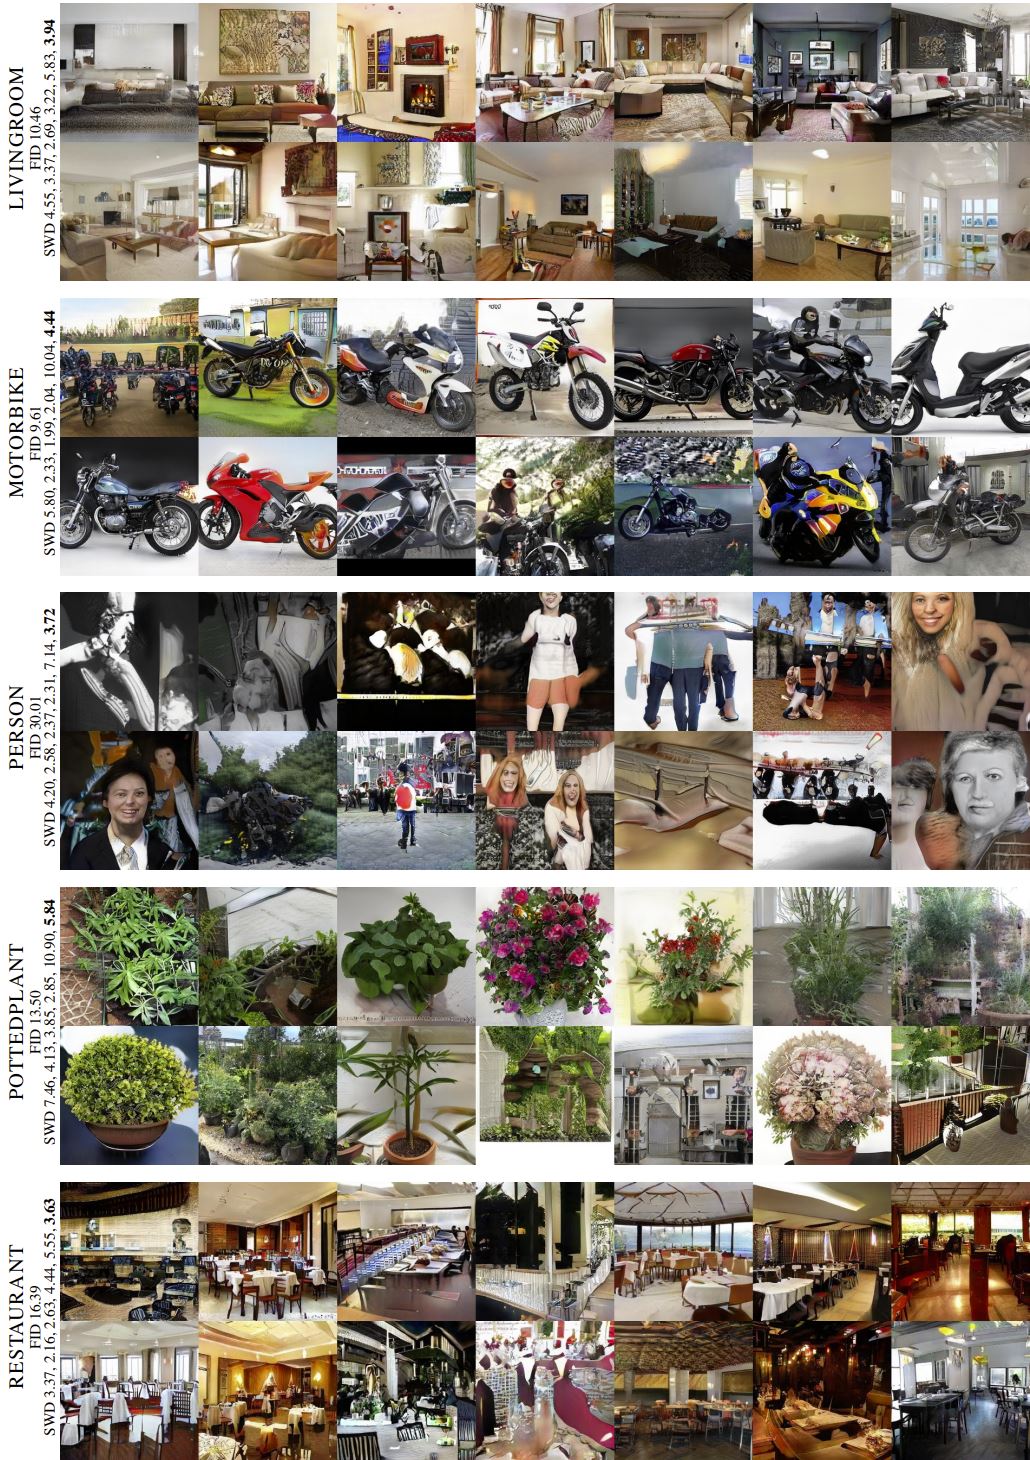 LIVINGROOM
FID 10.46
SWD 4.55, 3.37, 2.69, 3.22, 5.83, 3.94
MOTORBIKE
FID 9.61
SWD 5.80, 2.33, 1.99, 2.04, 10.04, 4.44
PERSON
FID 30.01
SWD 4.20, 2.58, 2.37, 2.31, 7.14, 3.72
POTTEDPLANT
FID 13.50
SWD 7.46, 4.13, 3.85, 2.85, 10.90, 5.84
RESTAURANT
FID 16.39
SWD 3.37, 2.16, 2.63, 4.44, 5.55, 3.63